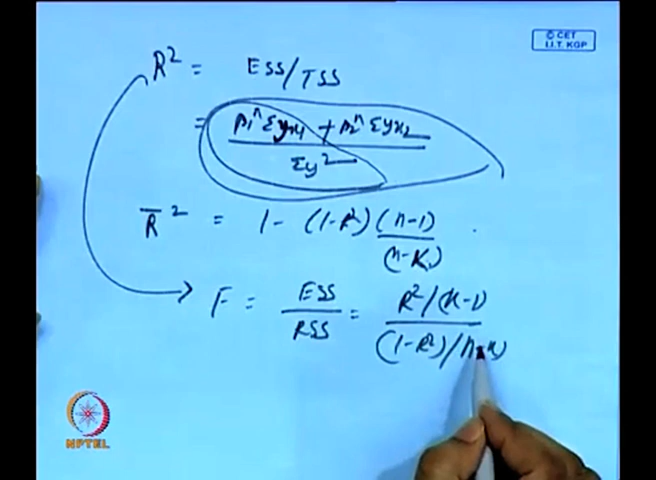 © CET
I.I.T. KGP
R² = ESS/TSS
= β1^ Σyx1 + β2^ Σyx2 / Σy²
R̄² = 1 - (1-R²) (n-1) / (n-K)
F = ESS / RSS = R²/(K-1) / (1-R²)/n-K)
NPTEL